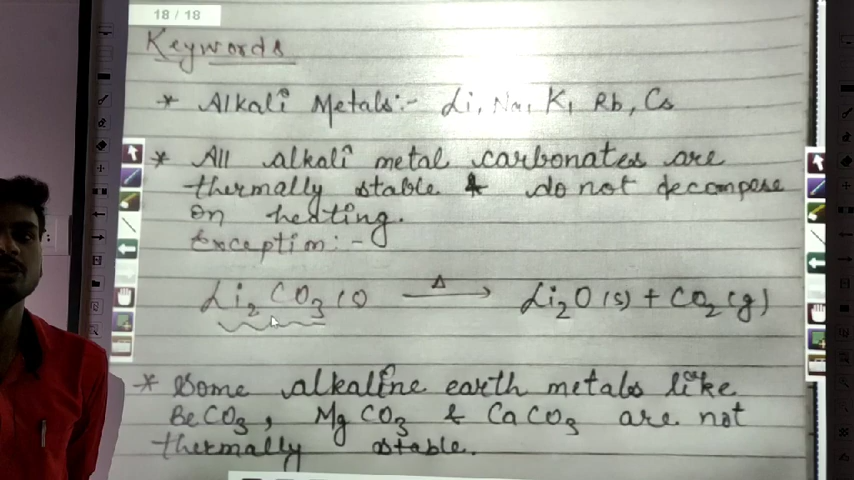 18 / 18
Keywords
* Alkali Metals:- Li, Na, K, Rb, Cs
* All alkali metal carbonates are
thermally stable & do not decompose
on heating.
Exception:-
Li₂CO₃(s) —Δ→ Li₂O(s) + CO₂(g)
* Some alkaline earth metals like
BeCO₃, MgCO₃ & CaCO₃ are not
thermally stable.